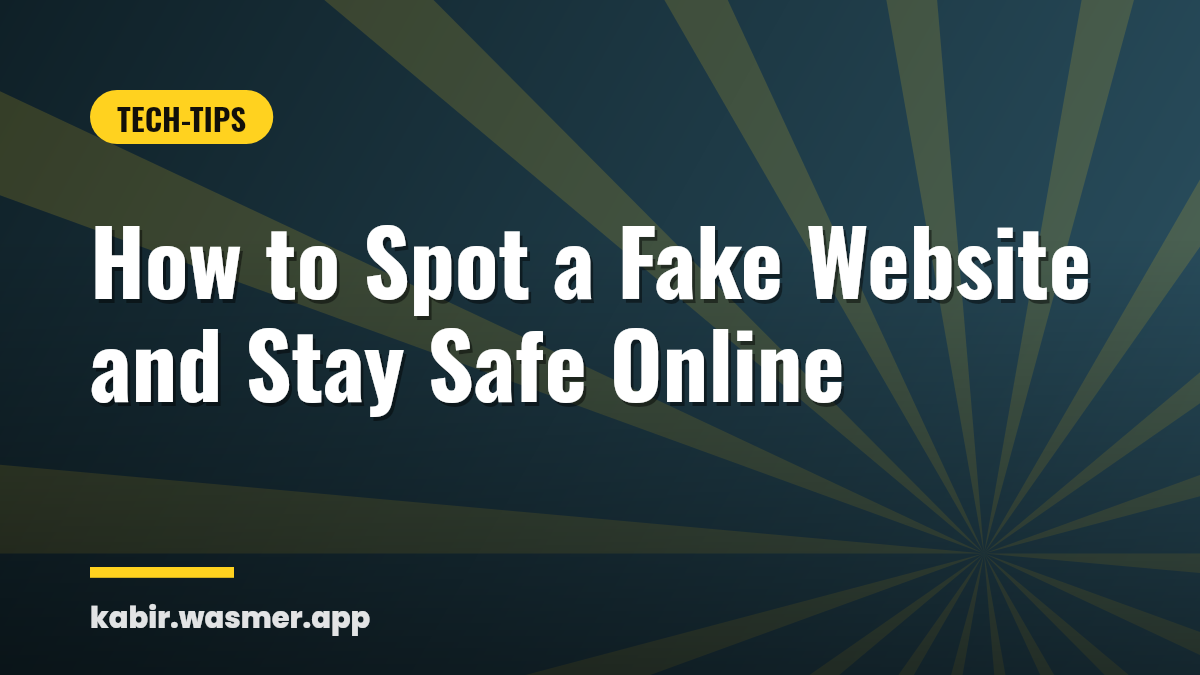 TECH-TIPS
How to Spot a Fake Website
and Stay Safe Online
kabir.wasmer.app